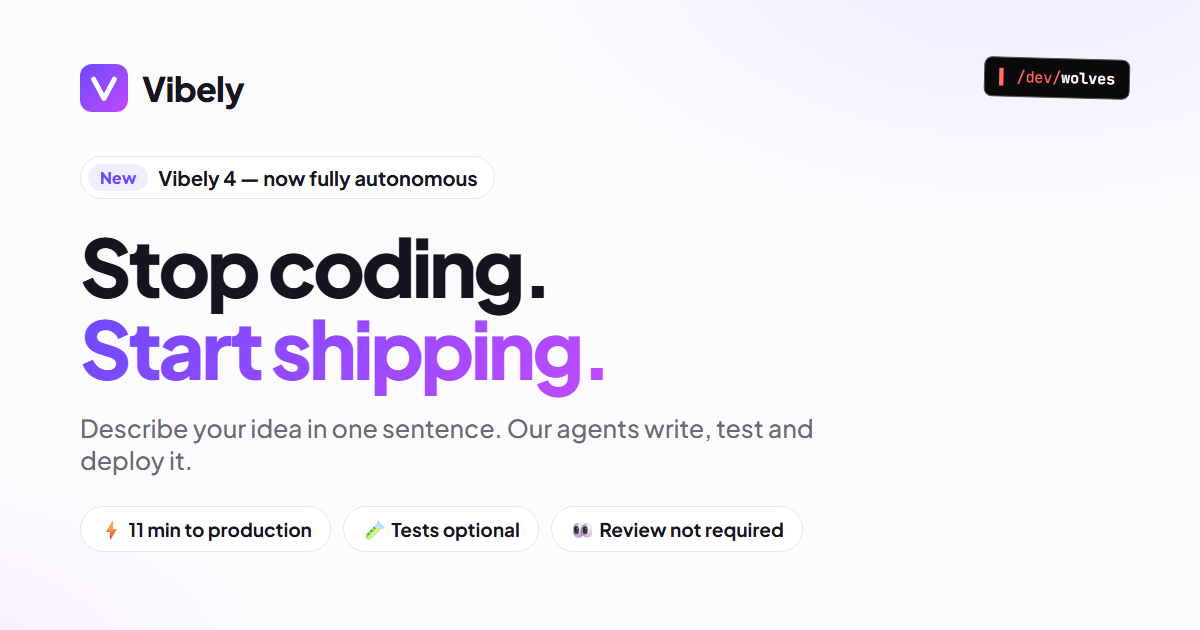 Vibely
/dev/wolves
New Vibely 4 — now fully autonomous
Stop coding.
Start shipping.
Describe your idea in one sentence. Our agents write, test and
deploy it.
⚡ 11 min to production
🧪 Tests optional
👀 Review not required